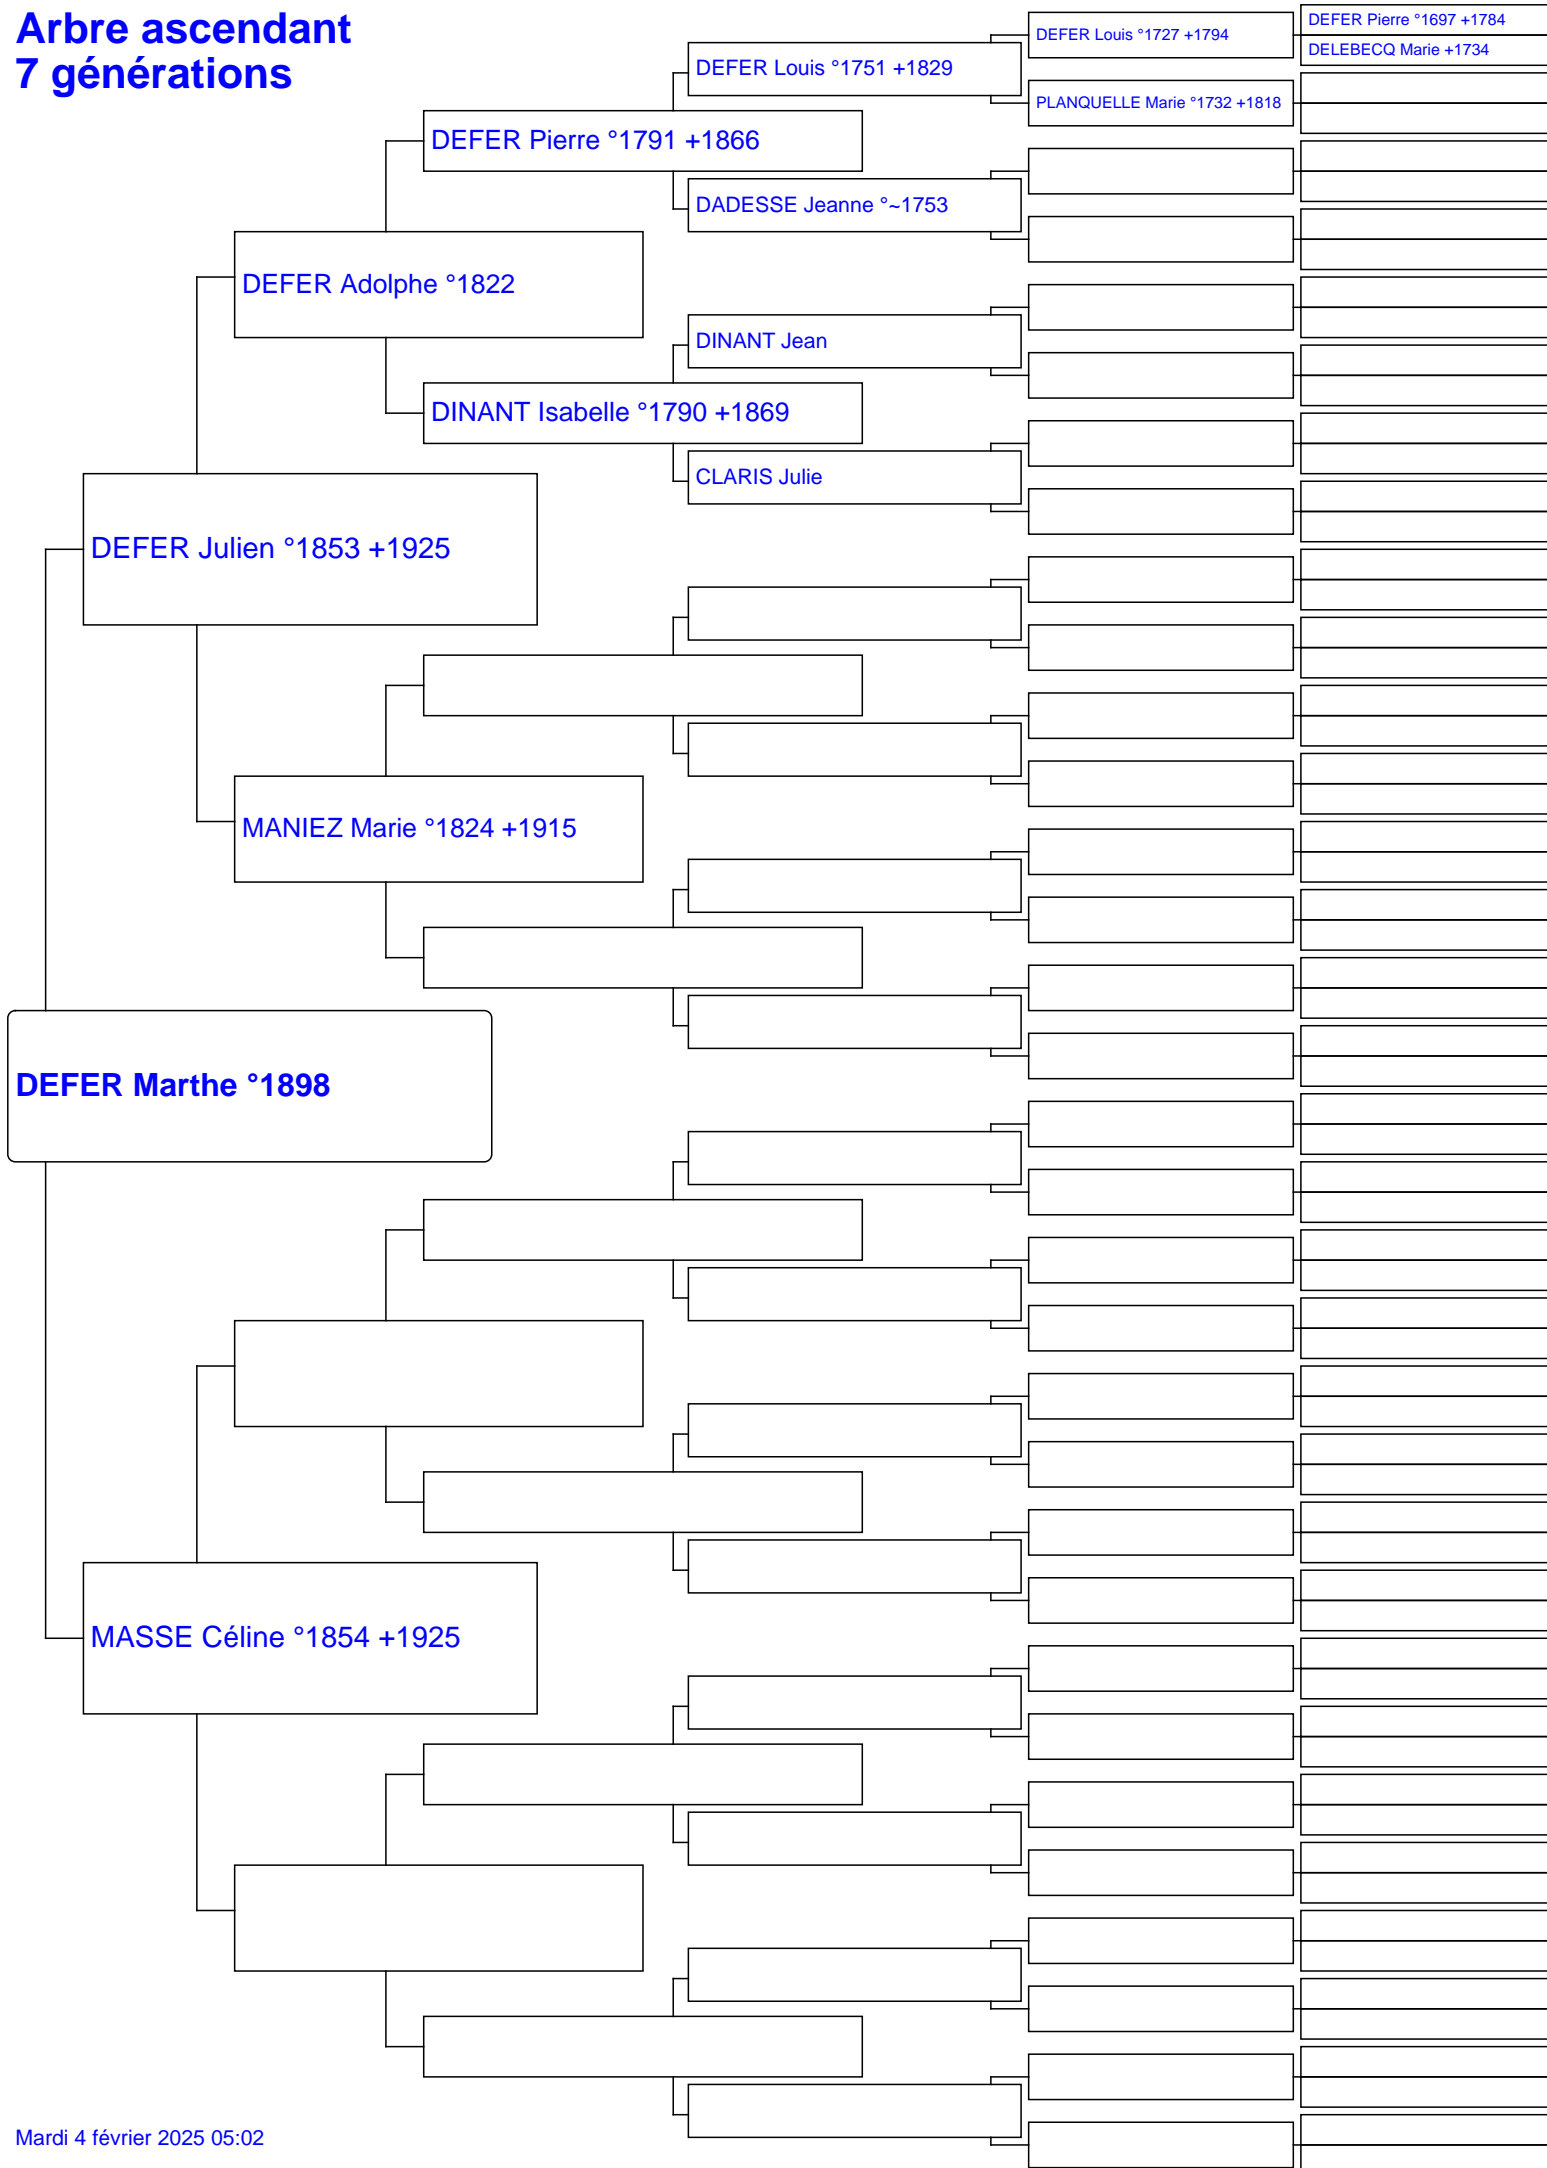 Arbre ascendant
7 générations
DEFER Pierre °1697 +1784
DEFER Louis °1727 +1794
DELEBECQ Marie +1734
DEFER Louis °1751 +1829
PLANQUELLE Marie °1732 +1818
DEFER Pierre °1791 +1866
DADESSE Jeanne °~1753
DEFER Adolphe °1822
DINANT Jean
DINANT Isabelle °1790 +1869
CLARIS Julie
DEFER Julien °1853 +1925
MANIEZ Marie °1824 +1915
DEFER Marthe °1898
MASSE Céline °1854 +1925
Mardi 4 février 2025 05:02